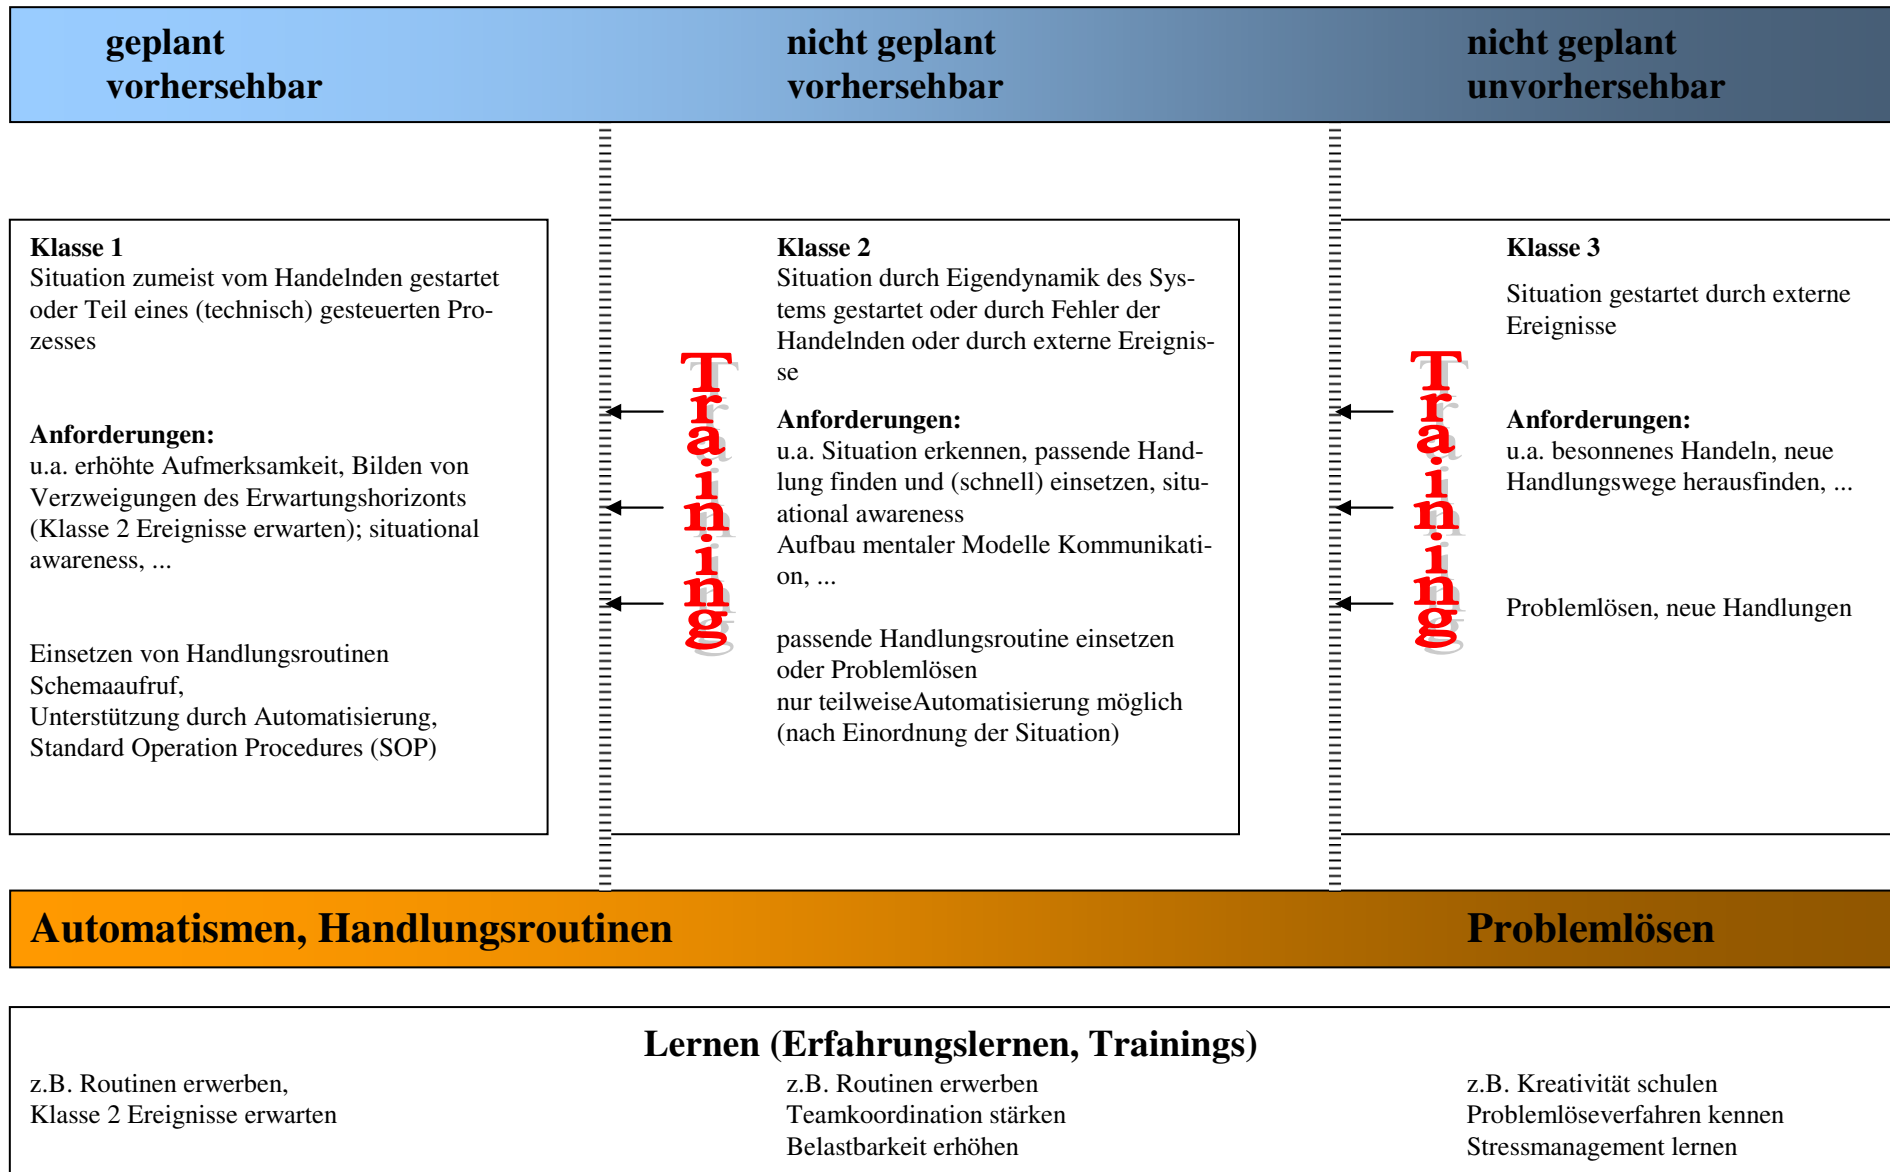 geplant
vorhersehbar
nicht geplant
vorhersehbar
nicht geplant
unvorhersehbar
Klasse 1
Situation zumeist vom Handelnden gestartet
oder Teil eines (technisch) gesteuerten Pro-
zesses
Anforderungen:
u.a. erhöhte Aufmerksamkeit, Bilden von
Verzweigungen des Erwartungshorizonts
(Klasse 2 Ereignisse erwarten); situational
awareness, ...
Einsetzen von Handlungsroutinen
Schemaaufruf,
Unterstützung durch Automatisierung,
Standard Operation Procedures (SOP)
Training
Klasse 2
Situation durch Eigendynamik des Sys-
tems gestartet oder durch Fehler der
Handelnden oder durch externe Ereignis-
se
Anforderungen:
u.a. Situation erkennen, passende Hand-
lung finden und (schnell) einsetzen, situ-
ational awareness
Aufbau mentaler Modelle Kommunikati-
on, ...
passende Handlungsroutine einsetzen
oder Problemlösen
nur teilweiseAutomatisierung möglich
(nach Einordnung der Situation)
Training
Klasse 3
Situation gestartet durch externe
Ereignisse
Anforderungen:
u.a. besonnenes Handeln, neue
Handlungswege herausfinden, ...
Problemlösen, neue Handlungen
Automatismen, Handlungsroutinen
Problemlösen
Lernen (Erfahrungslernen, Trainings)
z.B. Routinen erwerben,
Klasse 2 Ereignisse erwarten
z.B. Routinen erwerben
Teamkoordination stärken
Belastbarkeit erhöhen
z.B. Kreativität schulen
Problemlöseverfahren kennen
Stressmanagement lernen